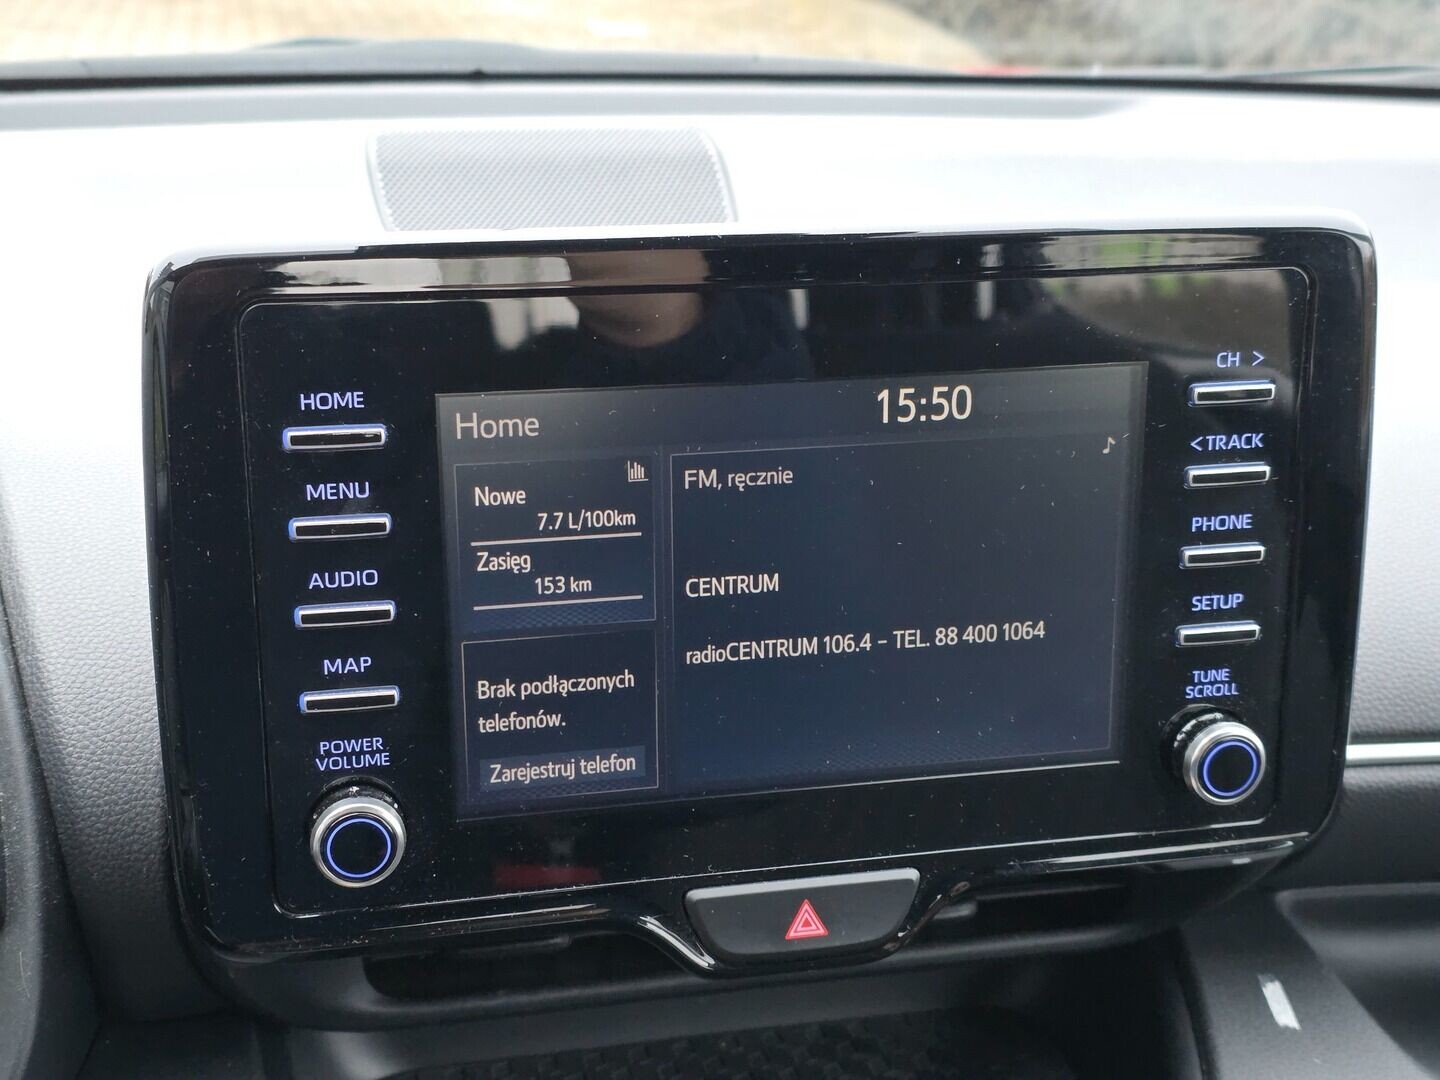 HOME
MENU
AUDIO
MAP
POWER
VOLUME
Home
15:50
Nowe
7.7 L/100km
Zasięg
153 km
Brak podłączonych
telefonów.
Zarejestruj telefon
FM, ręcznie
CENTRUM
radioCENTRUM 106.4 - TEL. 88 400 1064
CH >
<TRACK
PHONE
SETUP
TUNE
SCROLL